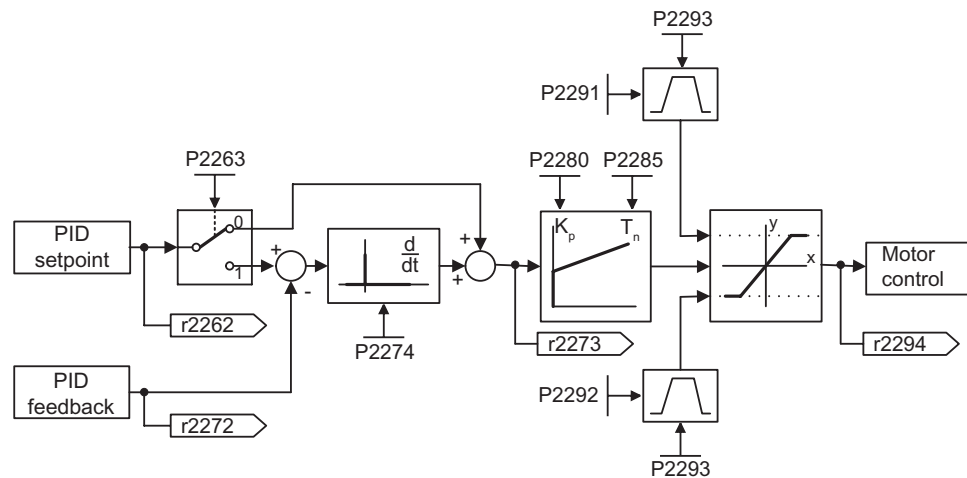 P2293
P2291
P2263
P2280 P2285
PID
setpoint
0
1
+
-
d
dt
+
+
Kp Tn
y
x
Motor
control
r2262
P2274
r2273
r2294
PID
feedback
r2272
P2292
P2293